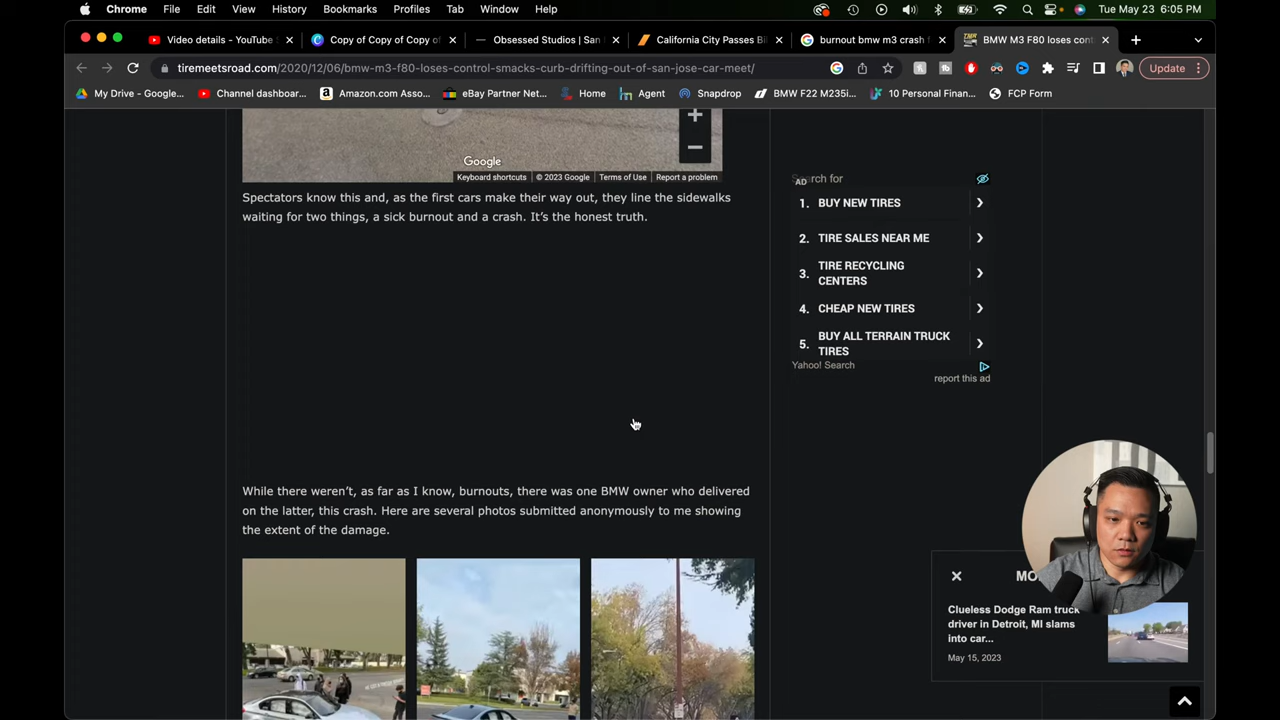 Chrome File Edit View History Bookmarks Profiles Tab Window Help Tue May 23 6:05 PM
Video details - YouTube Copy of Copy of Copy of Obsessed Studios | San California City Passes Bi burnout bmw m3 crash f BMW M3 F80 loses cont
tiremeetsroad.com/2020/12/06/bmw-m3-f80-loses-control-smacks-curb-drifting-out-of-san-jose-car-meet/ Update
My Drive - Google... Channel dashboar... Amazon.com Asso... eBay Partner Net... Home Agent Snapdrop BMW F22 M235i... 10 Personal Finan... FCP Form
Google
Keyboard shortcuts © 2023 Google Terms of Use Report a problem
Spectators know this and, as the first cars make their way out, they line the sidewalks
waiting for two things, a sick burnout and a crash. It's the honest truth.
Search for
AD
1. BUY NEW TIRES
2. TIRE SALES NEAR ME
3. TIRE RECYCLING
CENTERS
4. CHEAP NEW TIRES
5. BUY ALL TERRAIN TRUCK
TIRES
Yahoo! Search
report this ad
While there weren't, as far as I know, burnouts, there was one BMW owner who delivered
on the latter, this crash. Here are several photos submitted anonymously to me showing
the extent of the damage.
MO
Clueless Dodge Ram truck
driver in Detroit, MI slams
into car...
May 15, 2023